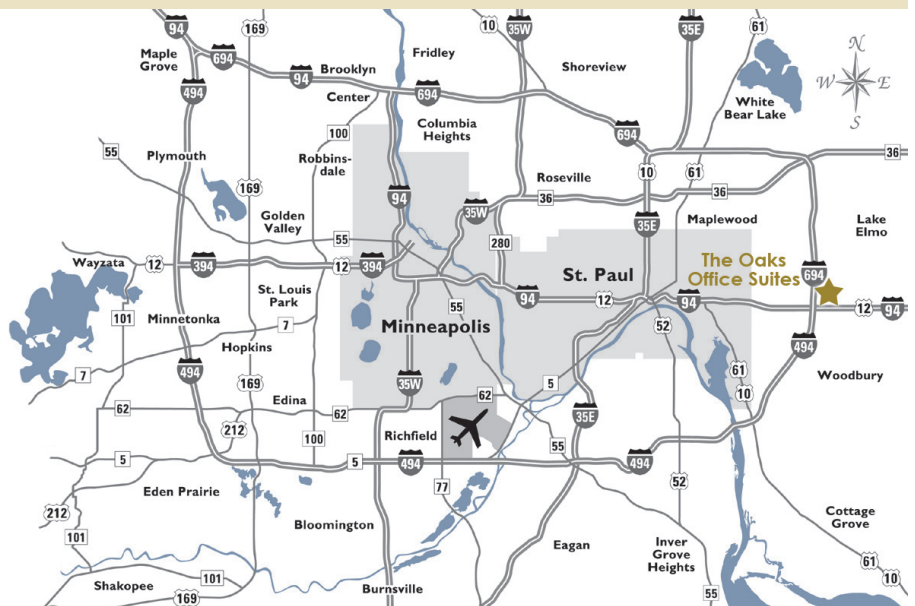 94
169
10
35W
35E
61
Maple
Grove
694
Fridley
Shoreview
94
Brooklyn
Center
694
494
White
Bear Lake
N
W
E
S
100
Columbia
Heights
694
55
Plymouth
Robbins-
dale
10
61
36
169
Roseville
94
35W
36
36
Golden
Valley
35E
Maplewood
Lake
Elmo
55
280
Wayzata
12
394
12
394
St. Paul
The Oaks
Office Suites
694
St. Louis
Park
94
12
94
12
94
101
Minnetonka
7
Minneapolis
55
52
Hopkins
494
7
494
61
Woodbury
169
35W
5
10
Edina
62
62
62
35E
212
100
Richfield
55
5
5
494
494
77
52
Eden Prairie
212
Bloomington
Cottage
Grove
101
Eagan
Inver
Grove
Heights
61
101
10
Shakopee
169
Burnsville
55